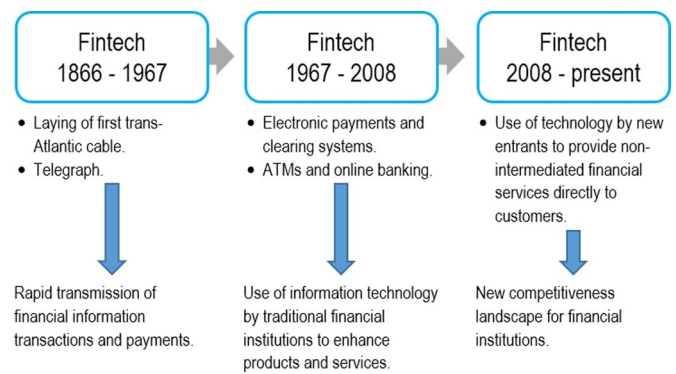 Fintech
1866 - 1967
Fintech
1967 - 2008
Fintech
2008 - present
• Laying of first trans-
Atlantic cable.
• Telegraph.
• Electronic payments and
clearing systems.
• ATMs and online banking.
• Use of technology by new
entrants to provide non-
intermediated financial
services directly to
customers.
Rapid transmission of
financial information
transactions and payments.
Use of information technology
by traditional financial
institutions to enhance
products and services.
New competitiveness
landscape for financial
institutions.